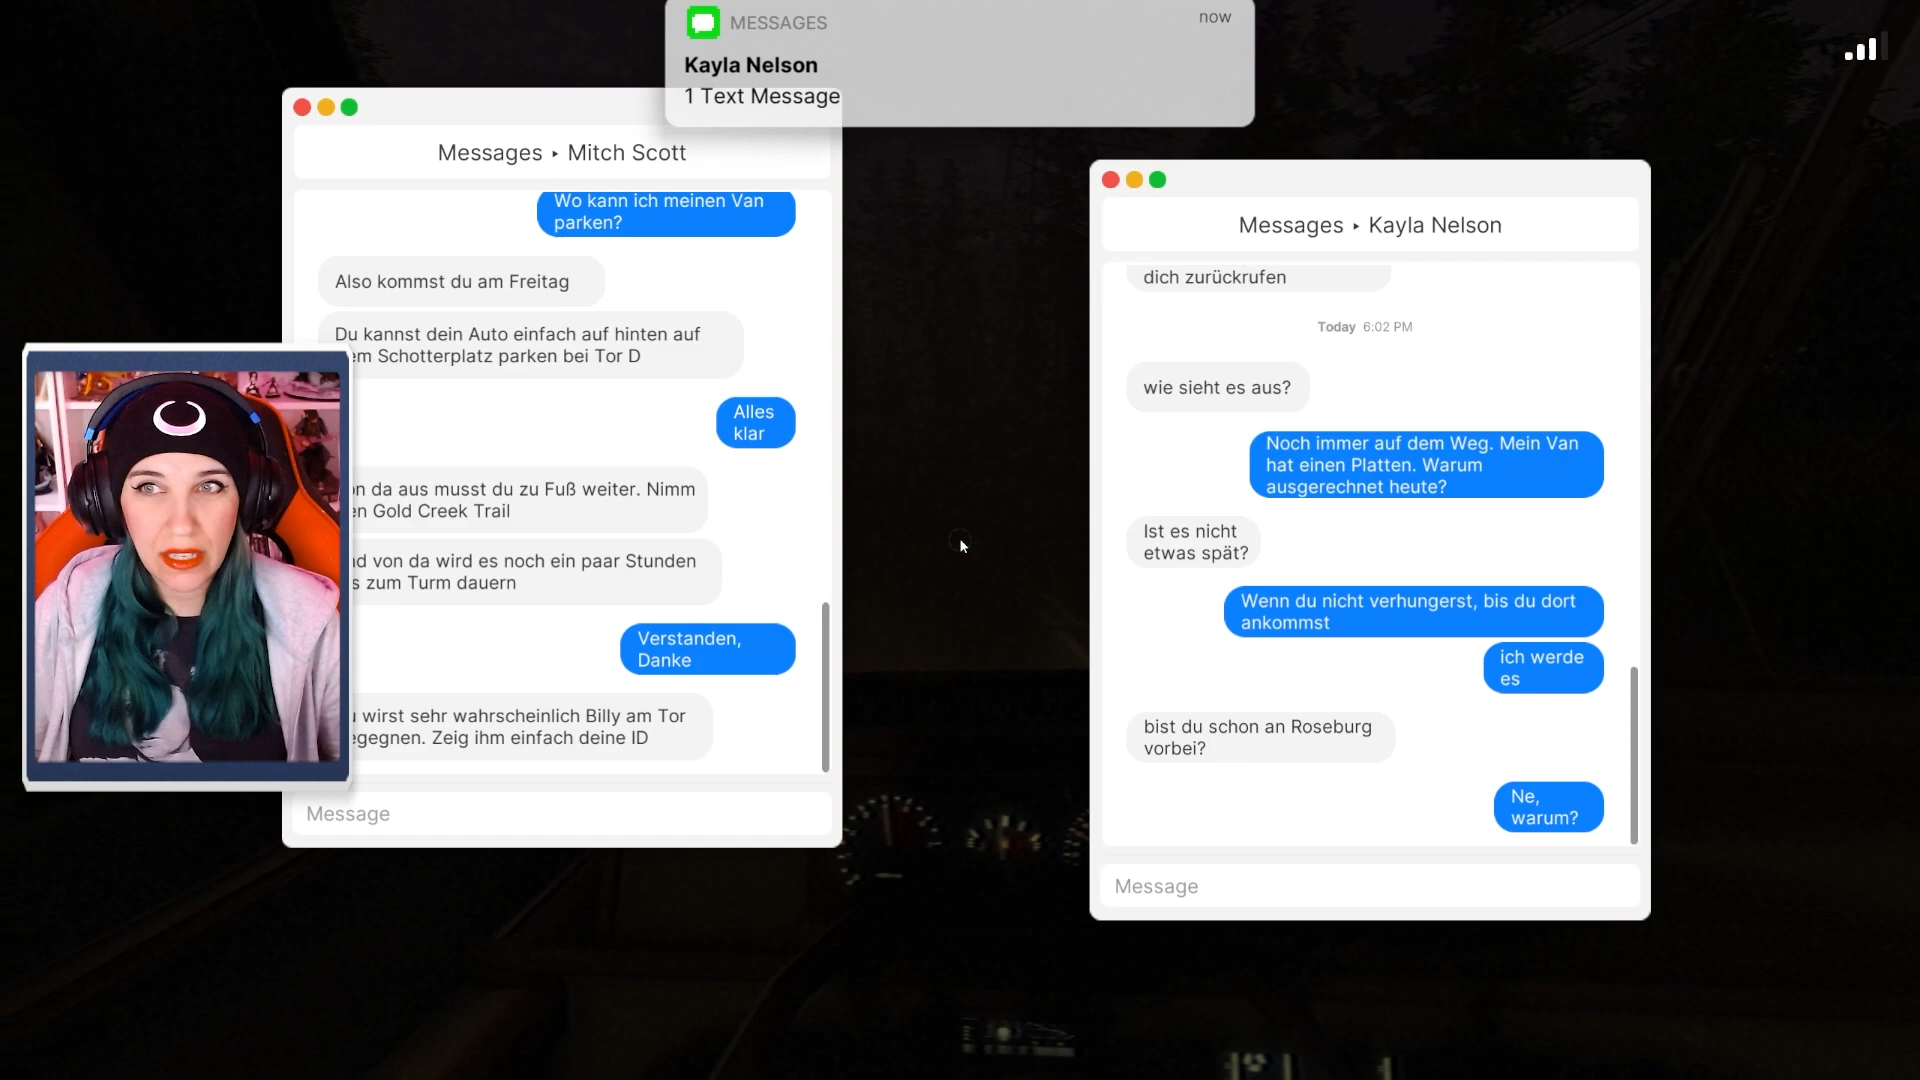 MESSAGES
now
Kayla Nelson
1 Text Message
Messages ‣ Mitch Scott
Wo kann ich meinen Van
parken?
Also kommst du am Freitag
Du kannst dein Auto einfach auf hinten auf
Schotterplatz parken bei Tor D
Alles
klar
da aus musst du zu Fuß weiter. Nimm
Gold Creek Trail
von da wird es noch ein paar Stunden
zum Turm dauern
Verstanden,
Danke
wirst sehr wahrscheinlich Billy am Tor
Zeig ihm einfach deine ID
Message
Messages ‣ Kayla Nelson
dich zurückrufen
Today 6:02 PM
wie sieht es aus?
Noch immer auf dem Weg. Mein Van
hat einen Platten. Warum
ausgerechnet heute?
Ist es nicht
etwas spät?
Wenn du nicht verhungerst, bis du dort
ankommst
ich werde
es
bist du schon an Roseburg
vorbei?
Ne,
warum?
Message